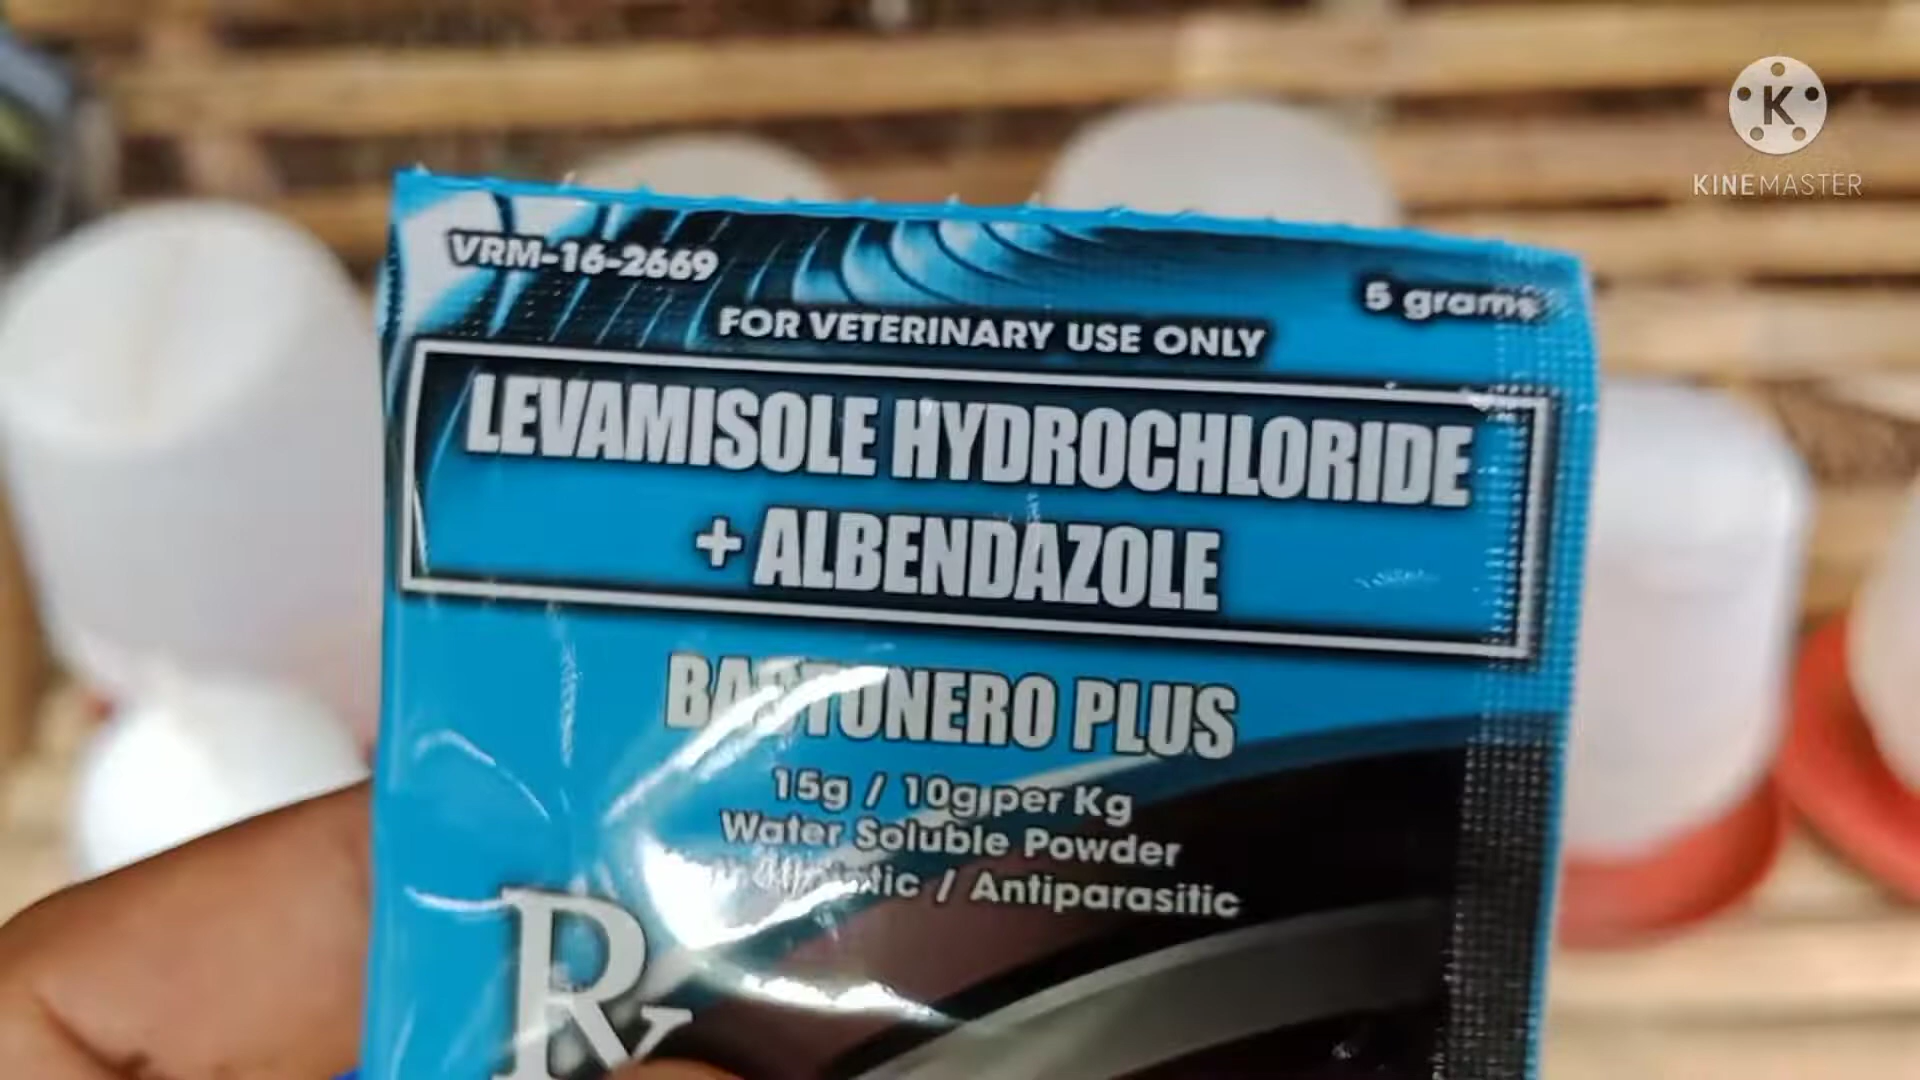 K
KINEMASTER
VRM-16-2669
5 grams
FOR VETERINARY USE ONLY
LEVAMISOLE HYDROCHLORIDE
+ ALBENDAZOLE
BASTONERO PLUS
15g / 10g per Kg
Water Soluble Powder
/ Antiparasitic
Rx